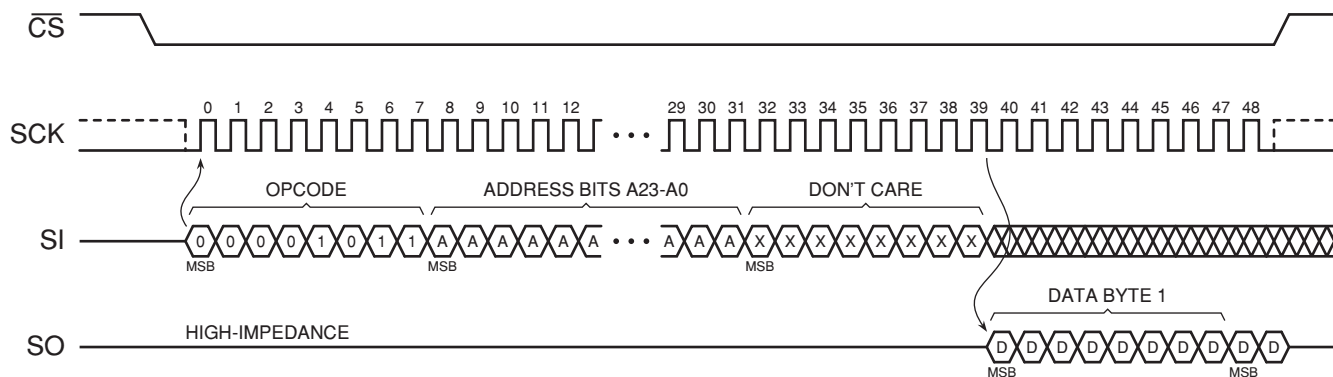 CS
0 1 2 3 4 5 6 7 8 9 10 11 12 29 30 31 32 33 34 35 36 37 38 39 40 41 42 43 44 45 46 47 48
SCK
OPCODE ADDRESS BITS A23-A0 DON'T CARE
SI 0 0 0 0 1 0 1 1 A A A A A A A A A X X X X X X X X
MSB MSB MSB
DATA BYTE 1
HIGH-IMPEDANCE
SO D D D D D D D D D D
MSB MSB